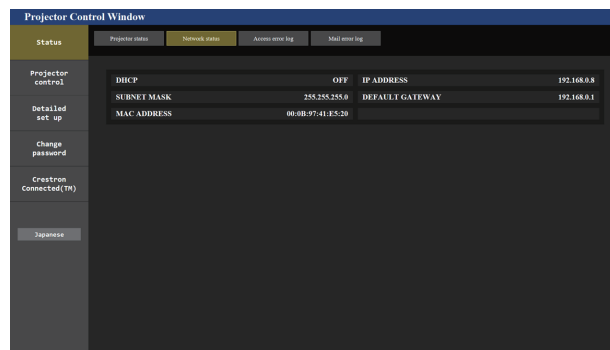 Projector Control Window
Status
Projector status Network status Access error log Mail error log
Projector
control
Detailed
set up
Change
password
Crestron
Connected(TM)
Japanese
DHCP OFF IP ADDRESS 192.168.0.8
SUBNET MASK 255.255.255.0 DEFAULT GATEWAY 192.168.0.1
MAC ADDRESS 00:0B:97:41:E5:20